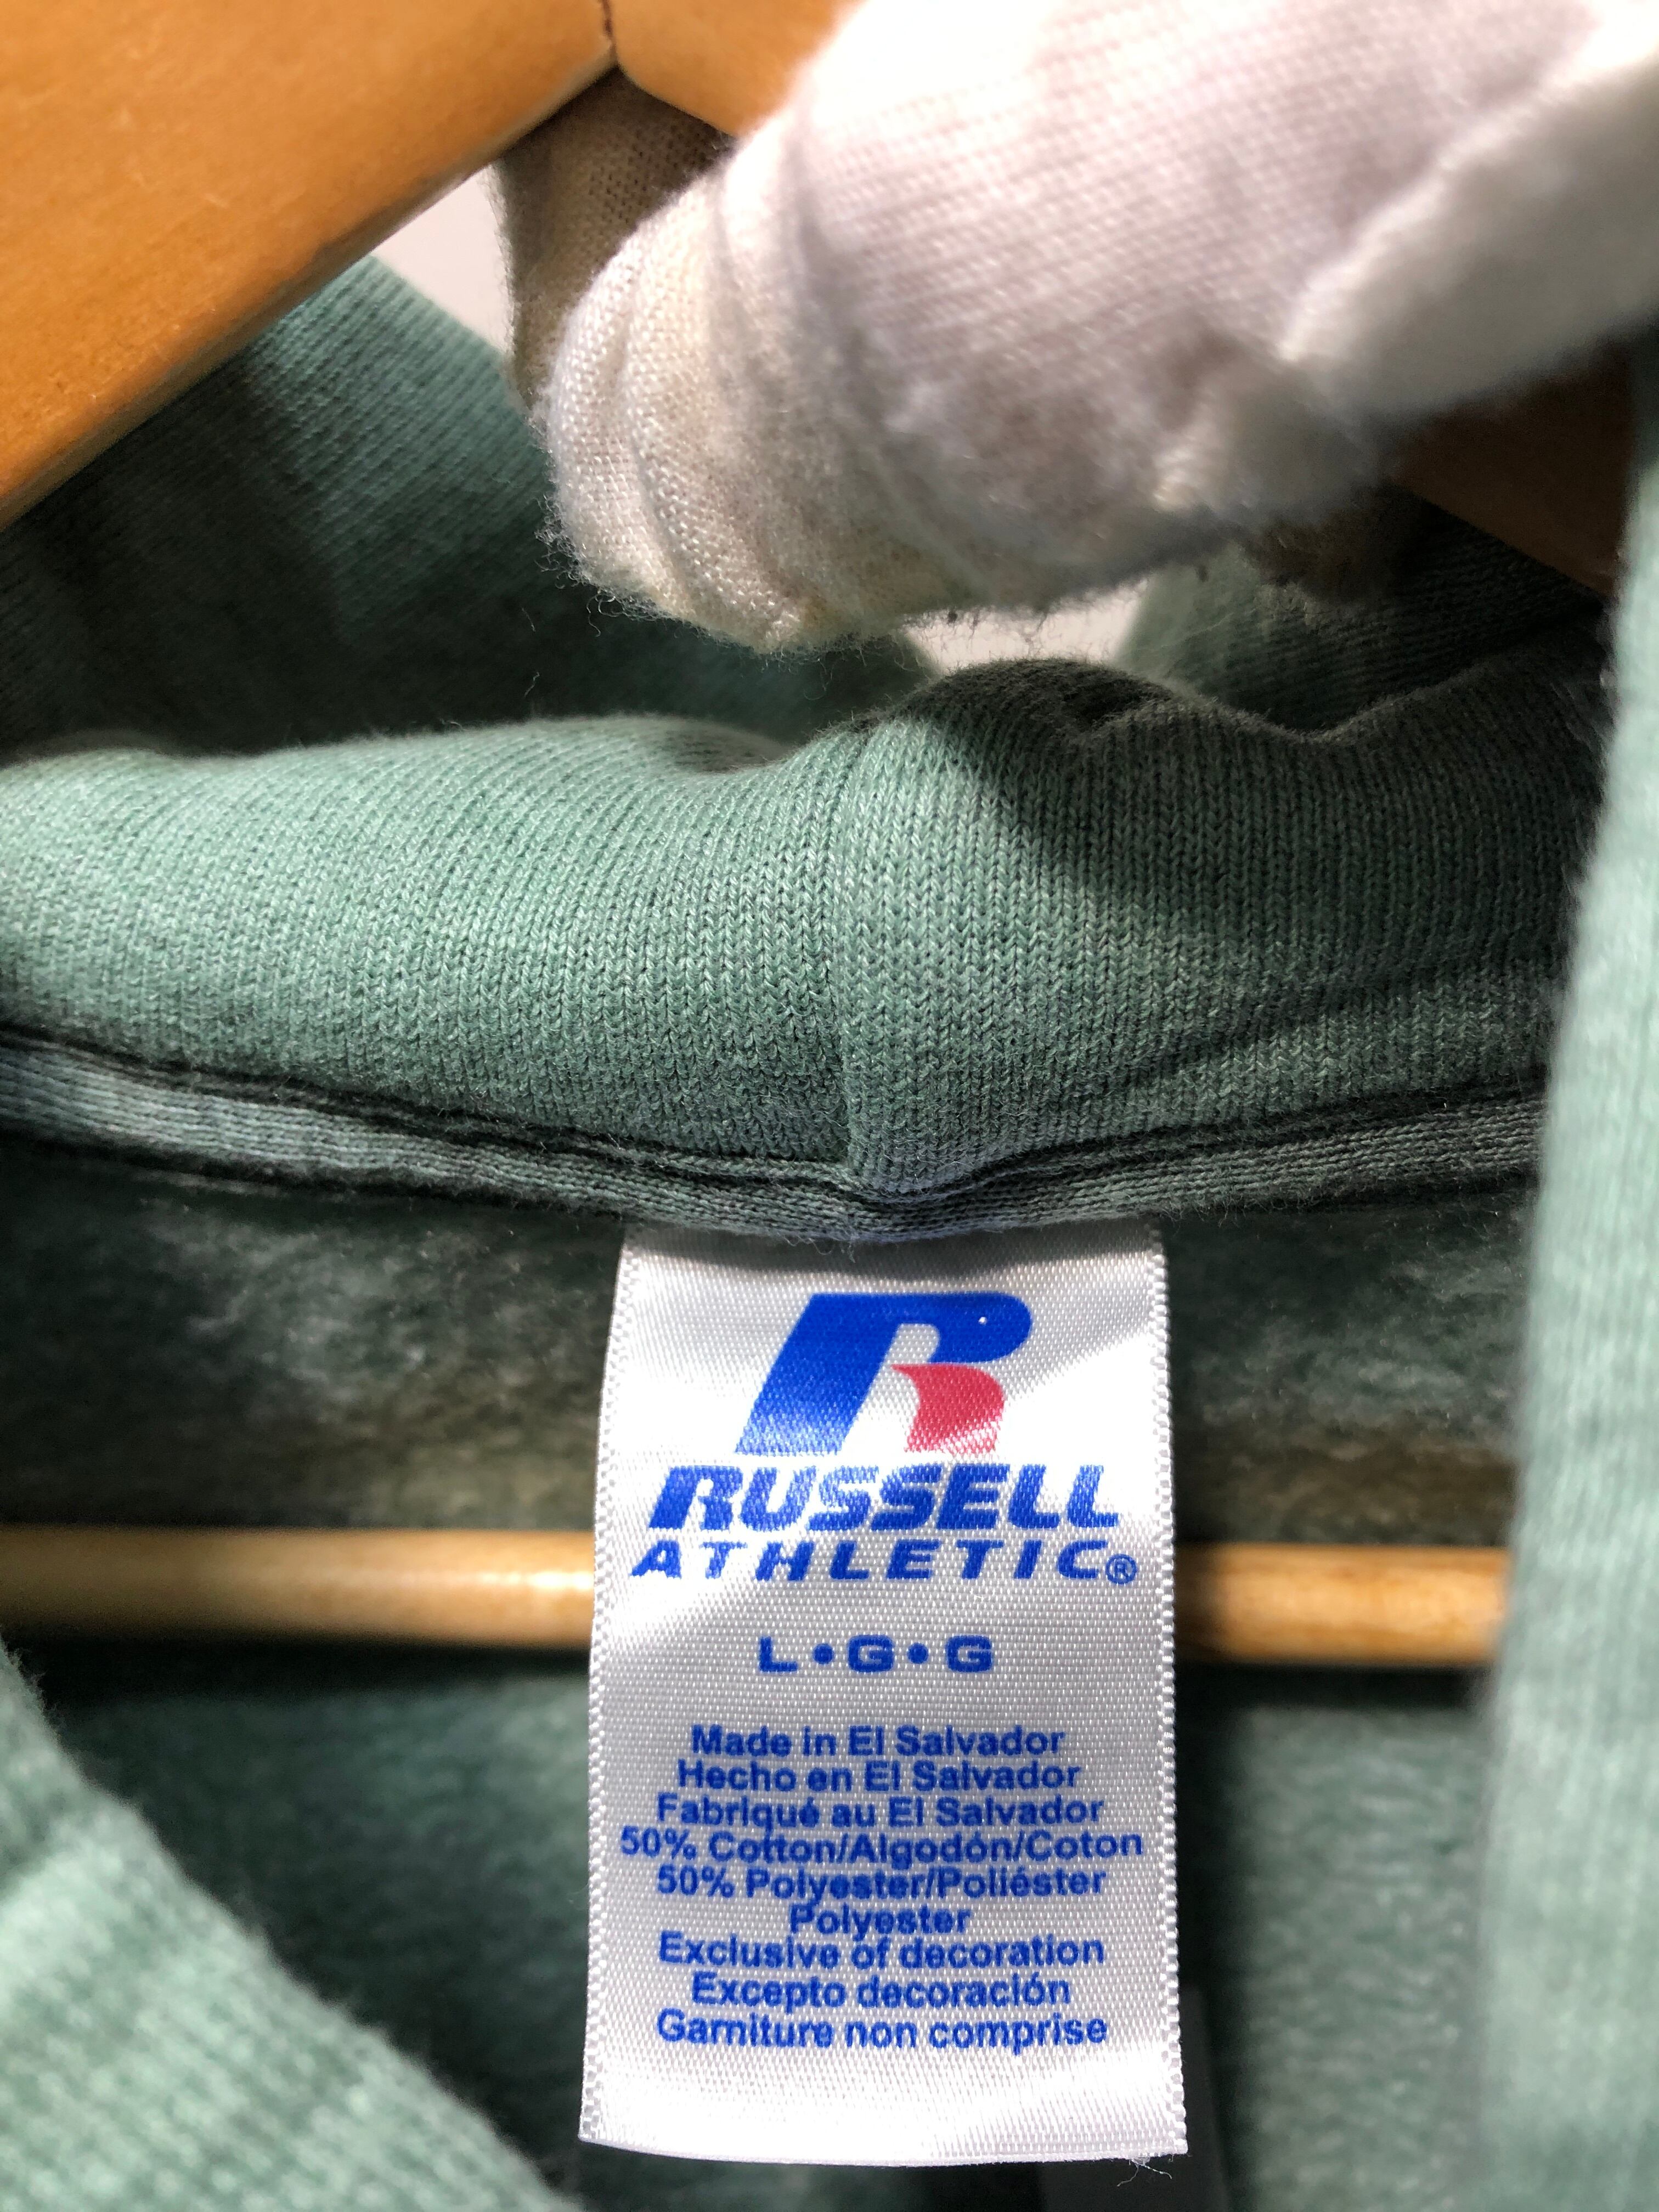 R
RUSSELL
ATHLETIC®
L•G•G
Made in El Salvador
Hecho en El Salvador
Fabriqué au El Salvador
50% Cotton/Algodón/Coton
50% Polyester/Poliéster
Polyester
Exclusive of decoration
Excepto decoración
Garniture non comprise